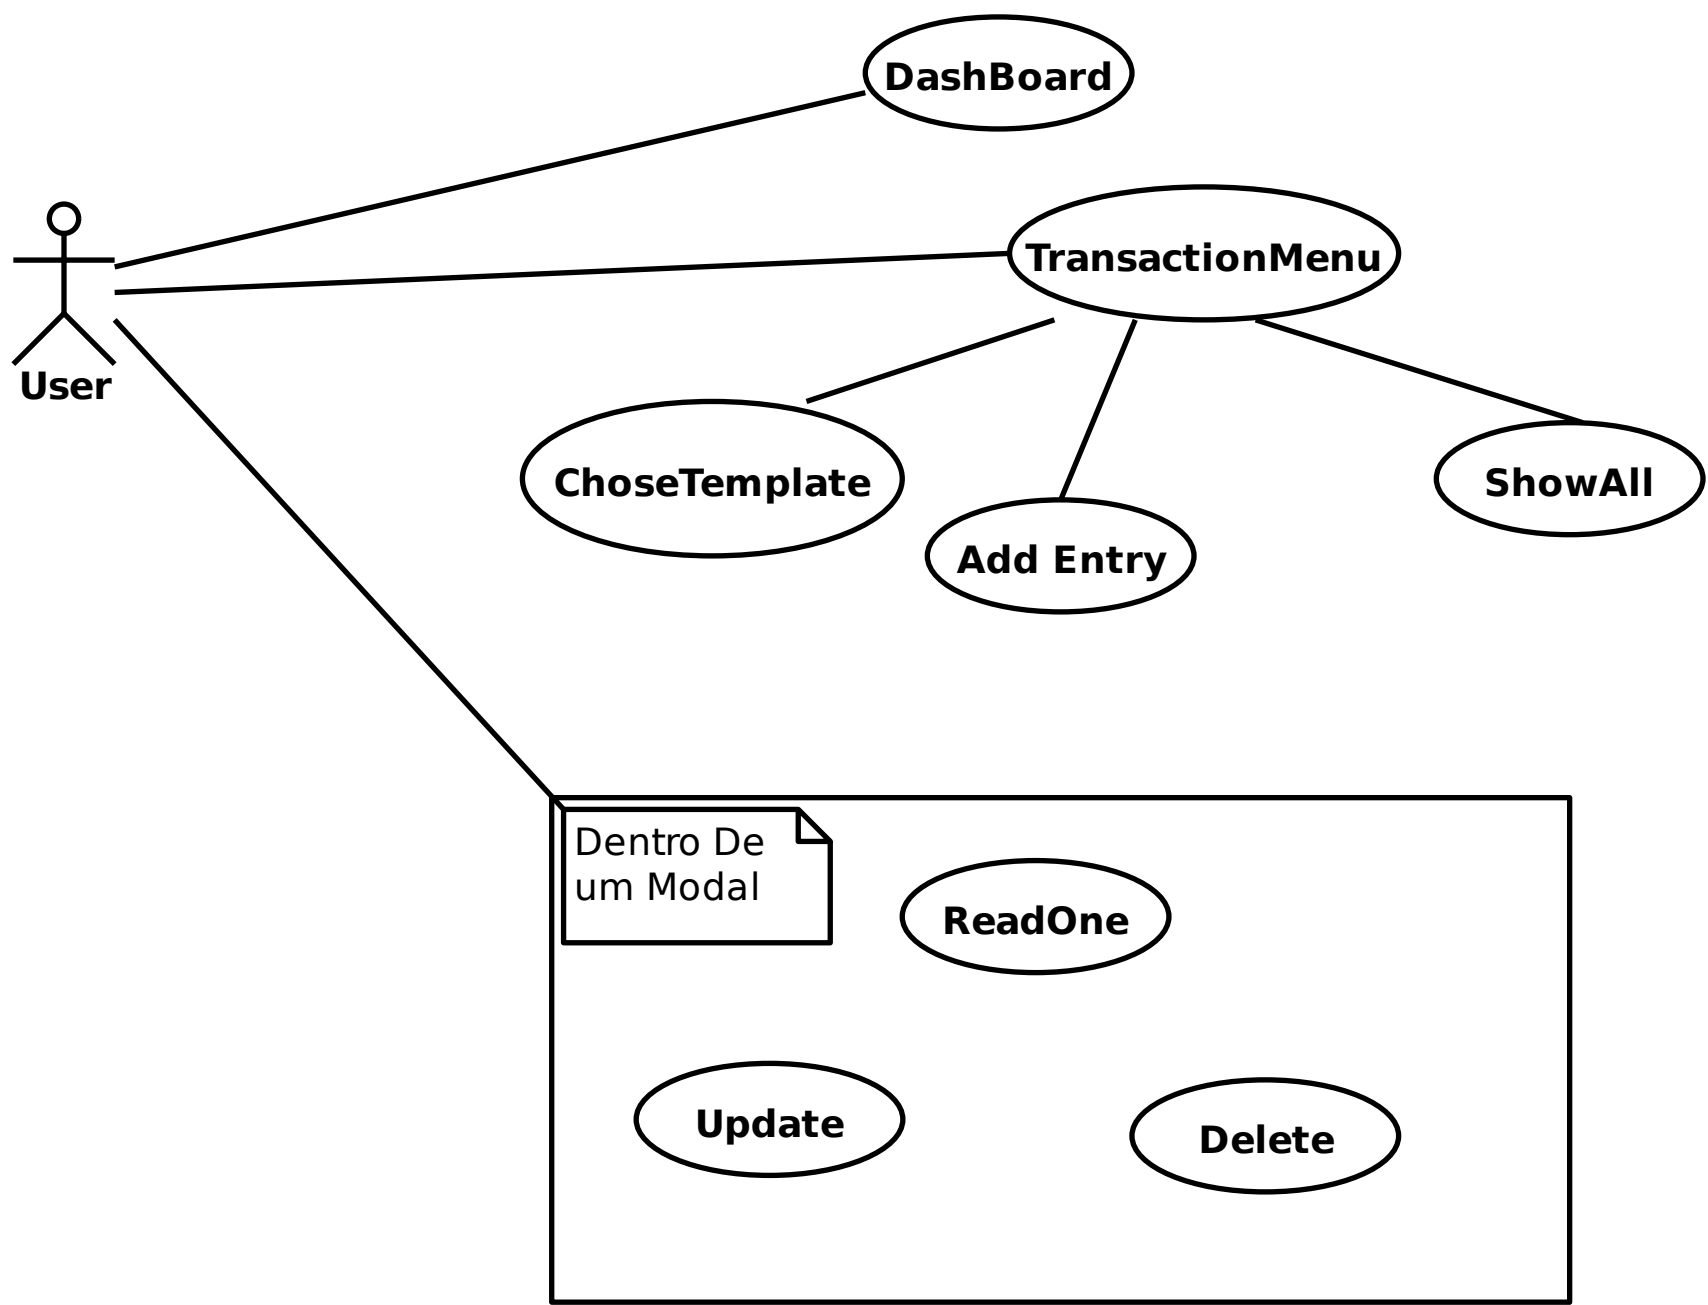 DashBoard
TransactionMenu
User
ChoseTemplate
ShowAll
Add Entry
Dentro De
um Modal
ReadOne
Update
Delete